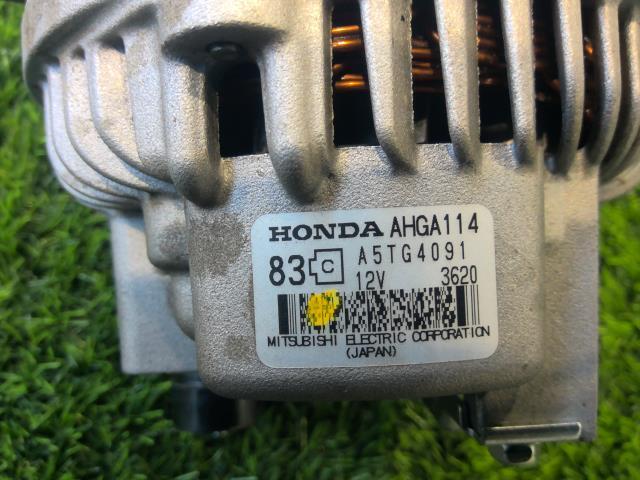 HONDA AHGA114
83 C A5TG4091
12V 3620
MITSUBISHI ELECTRIC CORPORATION
(JAPAN)